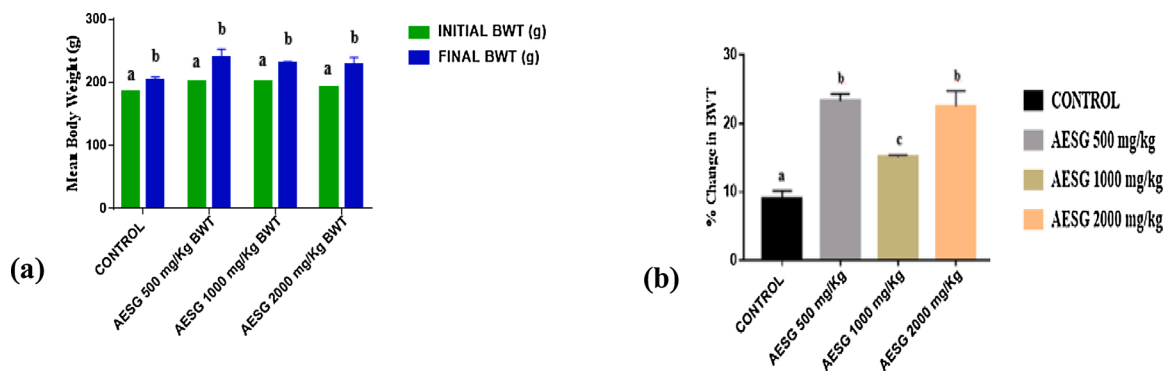 300
200
100
0
Mean Body Weight (g)
a
b
a
b
a
b
a
b
INITIAL BWT (g)
FINAL BWT (g)
CONTROL
AESG 500 mg/Kg BWT
AESG 1000 mg/Kg BWT
AESG 2000 mg/Kg BWT
(a)
30
20
10
0
% Change in BWT
a
b
c
b
CONTROL
AESG 500 mg/kg
AESG 1000 mg/kg
AESG 2000 mg/kg
CONTROL
AESG 500 mg/Kg
AESG 1000 mg/Kg
AESG 2000 mg/Kg
(b)